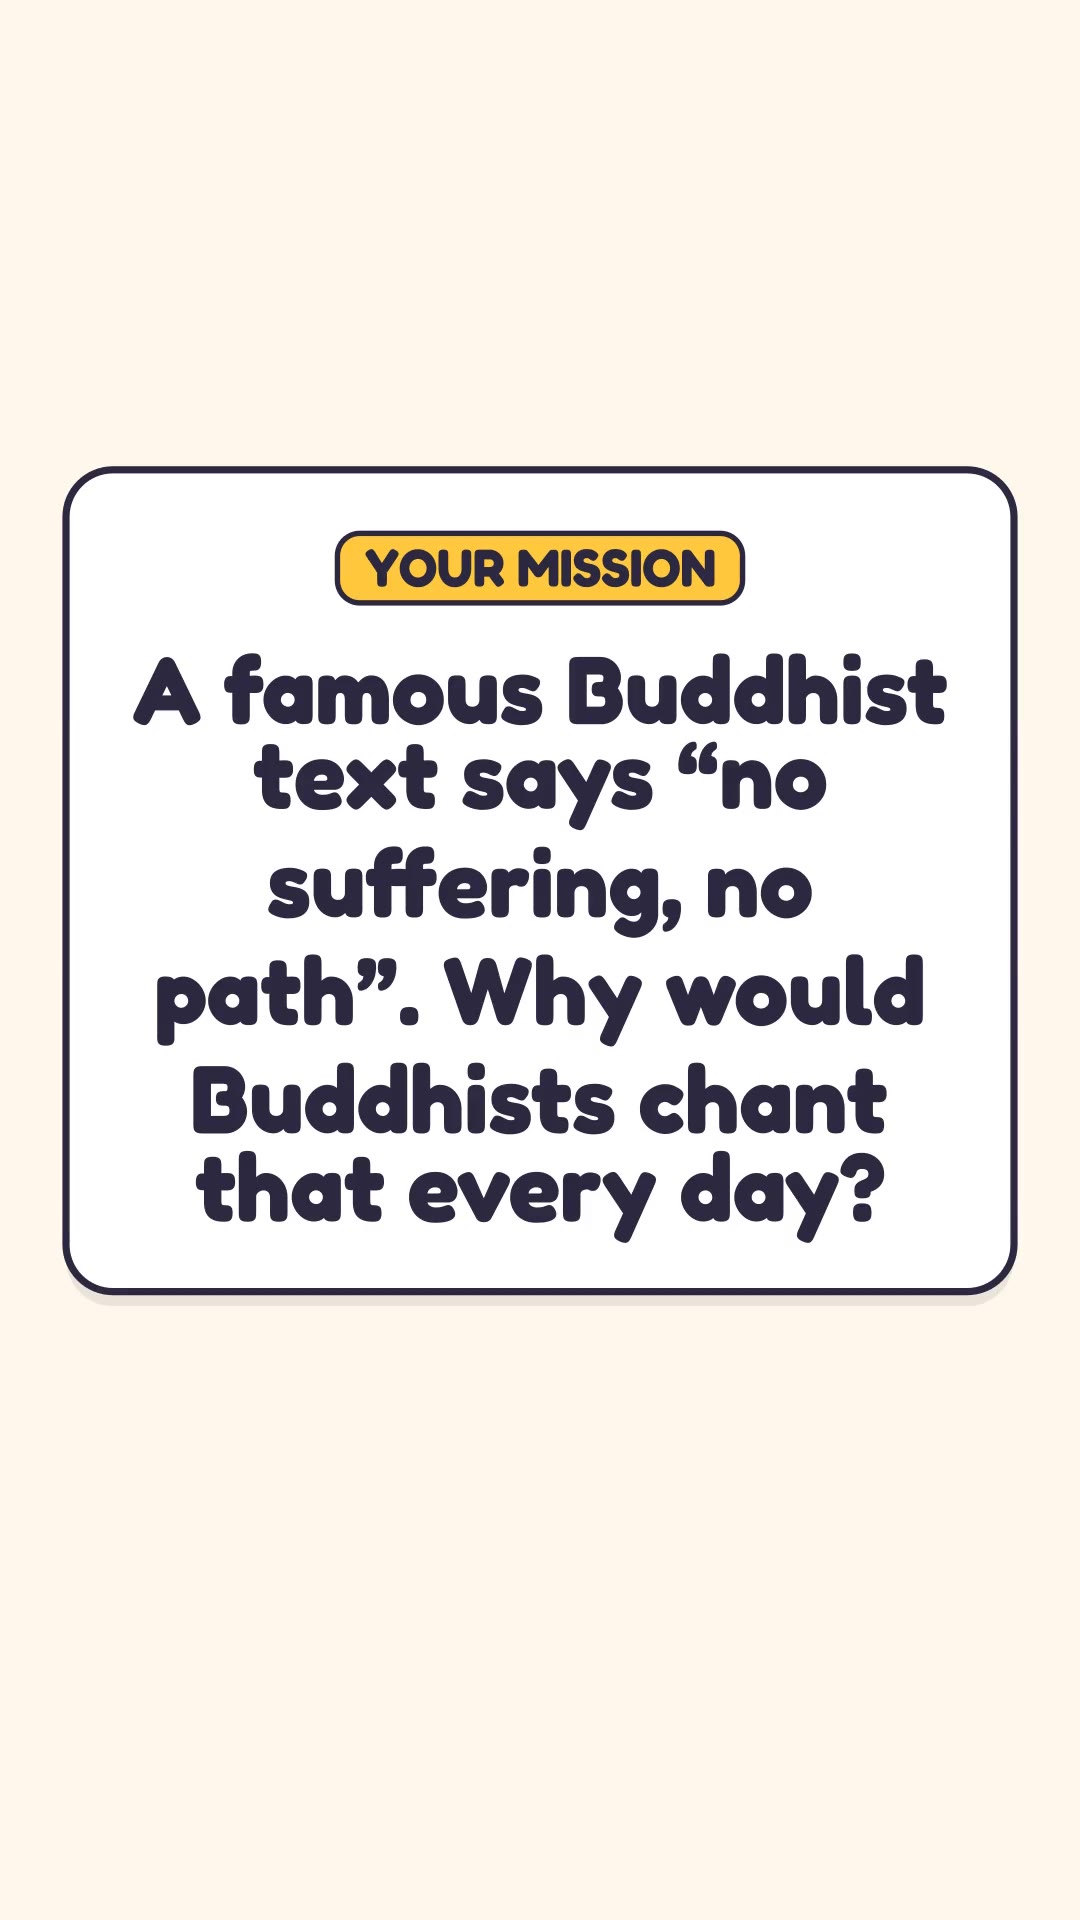 YOUR MISSION
A famous Buddhist
text says “no
suffering, no
path”. Why would
Buddhists chant
that every day?